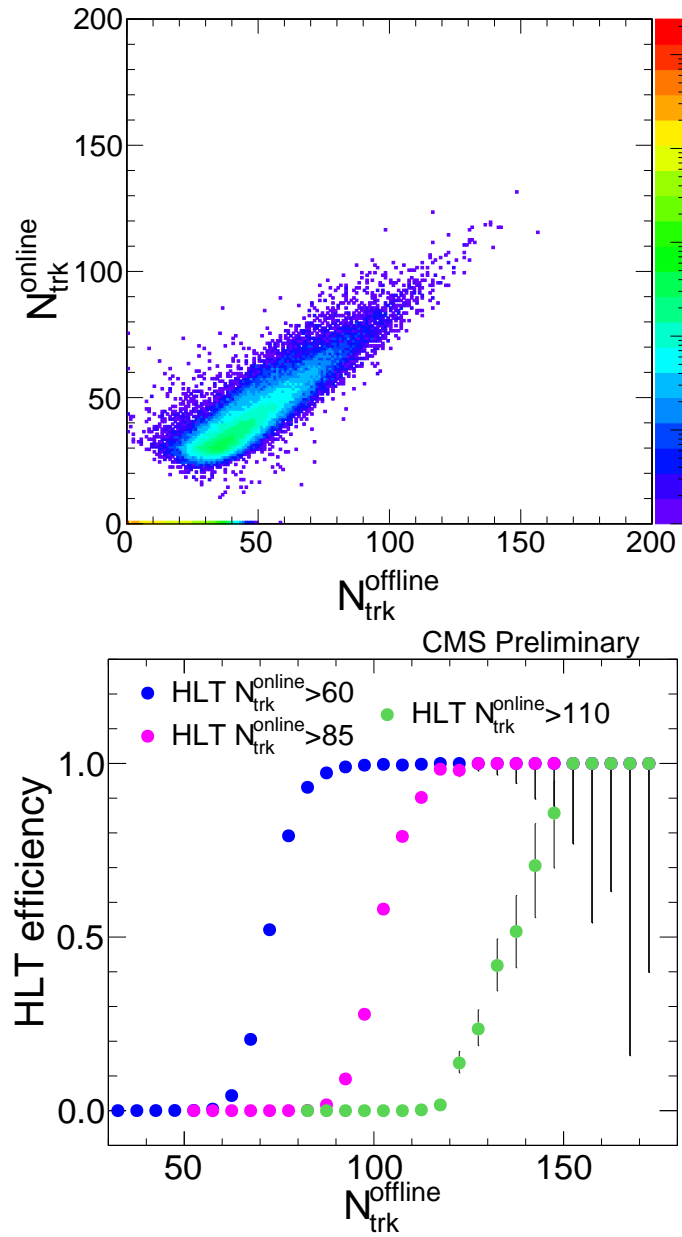 200
150
100
50
0
N_trk^online
0 50 100 150 200
N_trk^offline
CMS Preliminary
HLT N_trk^online>60
HLT N_trk^online>85
HLT N_trk^online>110
1.0
0.5
0.0
HLT efficiency
50 100 150
N_trk^offline